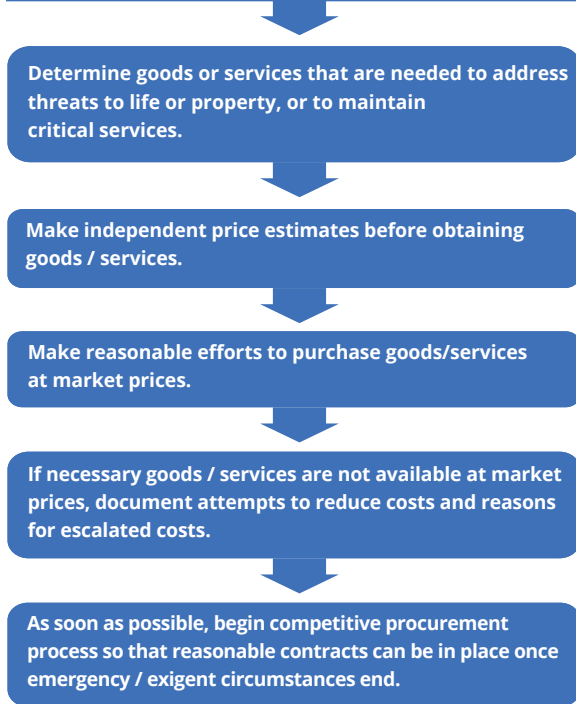 Determine goods or services that are needed to address
threats to life or property, or to maintain
critical services.
Make independent price estimates before obtaining
goods / services.
Make reasonable efforts to purchase goods/services
at market prices.
If necessary goods / services are not available at market
prices, document attempts to reduce costs and reasons
for escalated costs.
As soon as possible, begin competitive procurement
process so that reasonable contracts can be in place once
emergency / exigent circumstances end.